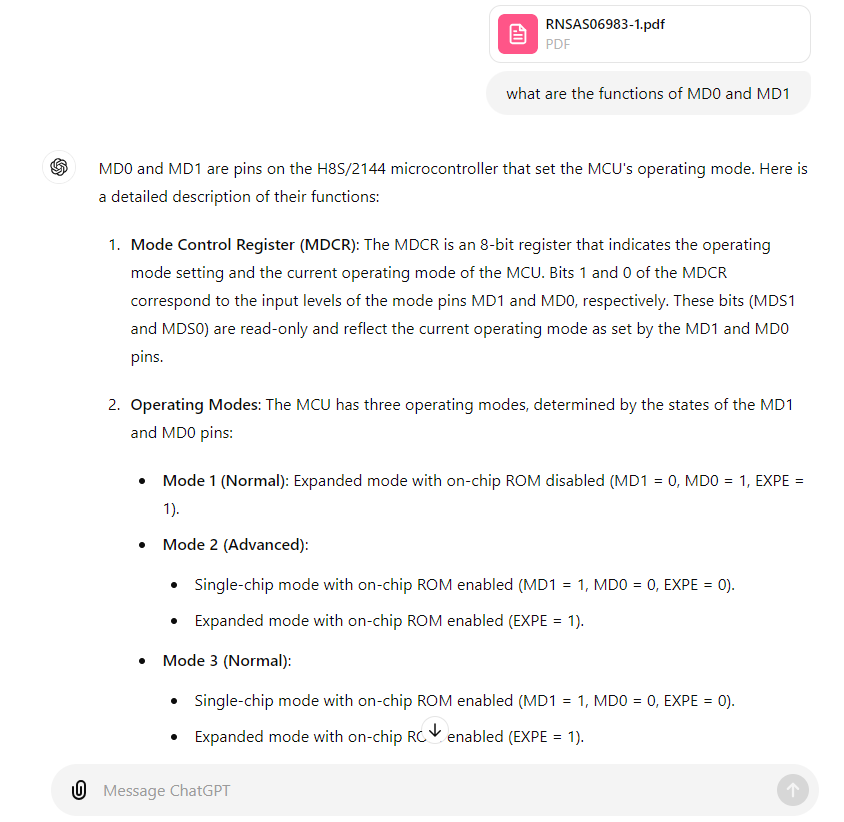 RNSAS06983-1.pdf
PDF
what are the functions of MD0 and MD1
MD0 and MD1 are pins on the H8S/2144 microcontroller that set the MCU's operating mode. Here is
a detailed description of their functions:
1. Mode Control Register (MDCR): The MDCR is an 8-bit register that indicates the operating
mode setting and the current operating mode of the MCU. Bits 1 and 0 of the MDCR
correspond to the input levels of the mode pins MD1 and MD0, respectively. These bits (MDS1
and MDS0) are read-only and reflect the current operating mode as set by the MD1 and MD0
pins.
2. Operating Modes: The MCU has three operating modes, determined by the states of the MD1
and MD0 pins:
• Mode 1 (Normal): Expanded mode with on-chip ROM disabled (MD1 = 0, MD0 = 1, EXPE =
1).
• Mode 2 (Advanced):
• Single-chip mode with on-chip ROM enabled (MD1 = 1, MD0 = 0, EXPE = 0).
• Expanded mode with on-chip ROM enabled (EXPE = 1).
• Mode 3 (Normal):
• Single-chip mode with on-chip ROM enabled (MD1 = 1, MD0 = 0, EXPE = 0).
• Expanded mode with on-chip enabled (EXPE = 1).
Message ChatGPT